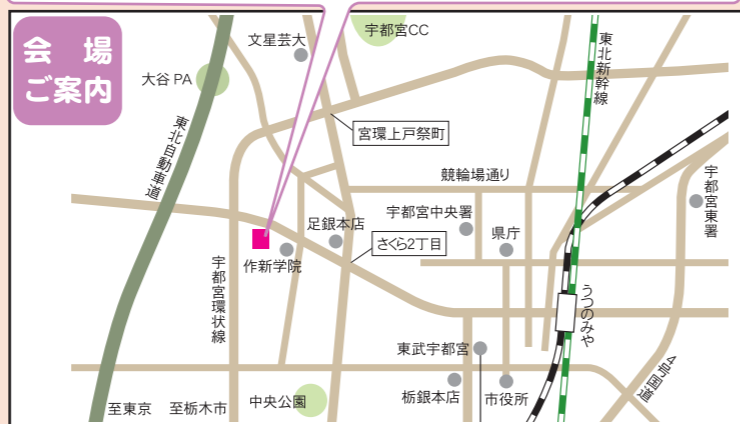 会 場
ご案内
文星芸大
宇都宮CC
大谷PA
東北新幹線
東北自動車道
宮環上戸祭町
競輪場通り
宇都宮東署
足銀本店
宇都宮中央署
県庁
さくら2丁目
作新学院
宇都宮環状線
うつのみや
東武宇都宮
4号国道
栃銀本店
市役所
中央公園
至東京
至栃木市